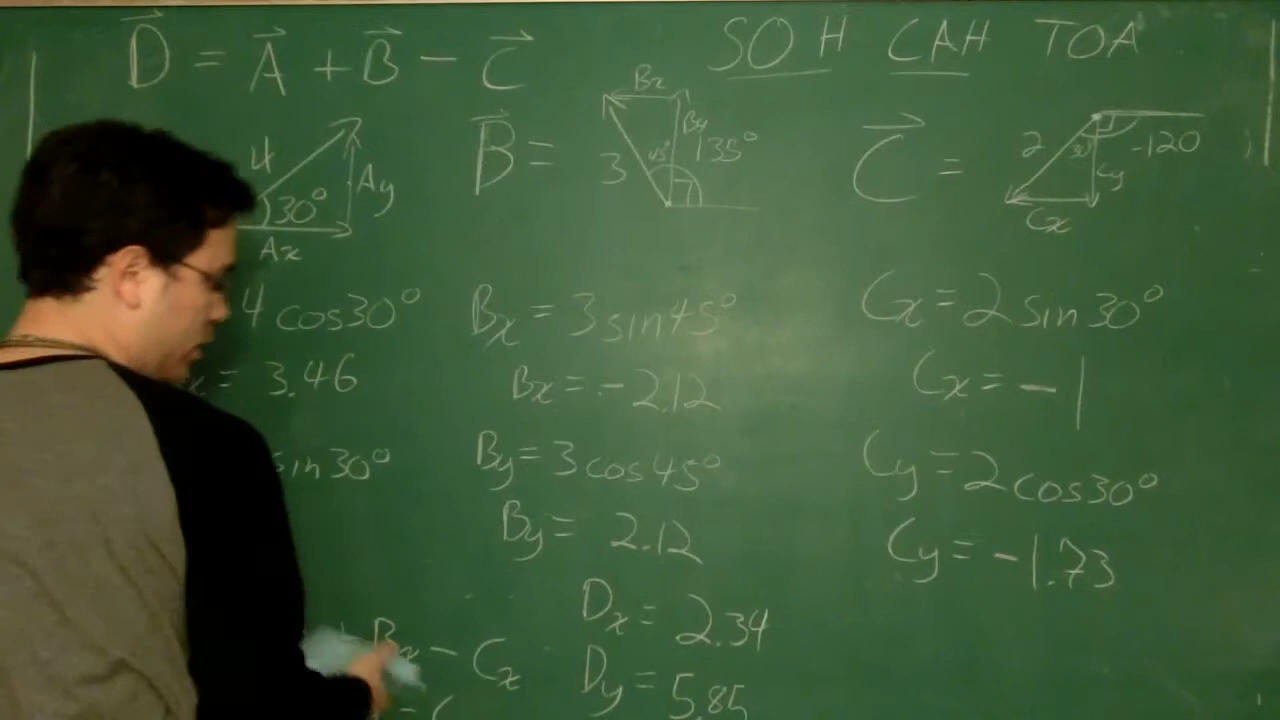 D = A + B - C
SOH CAH TOA
4
30°
Ay
Ax
B =
Bx
By
3
45°
135°
C =
2
30°
-120
Cy
Cx
4 cos30°
= 3.46
sin30°
Bx = 3 sin45°
Bx = -2.12
By = 3 cos45°
By = 2.12
Cx = 2 sin30°
Cx = -1
Cy = 2 cos30°
Cy = -1.73
Bx - Cx
Dx = 2.34
Dy = 5.85